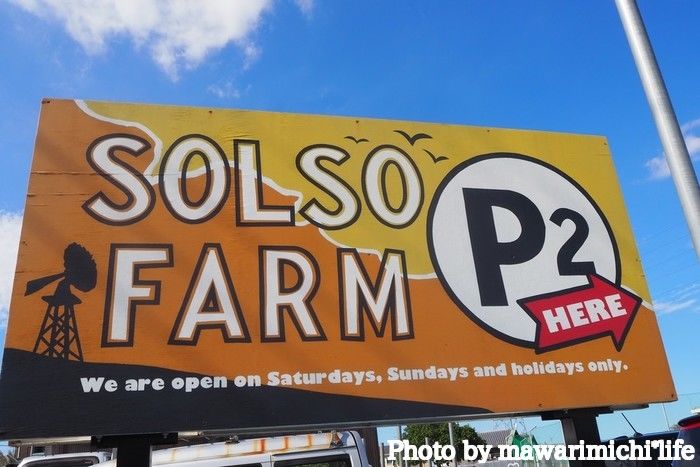 SOLSO
FARM
P2
HERE
We are open on Saturdays, Sundays and holidays only.
Photo by mawarimichi*life